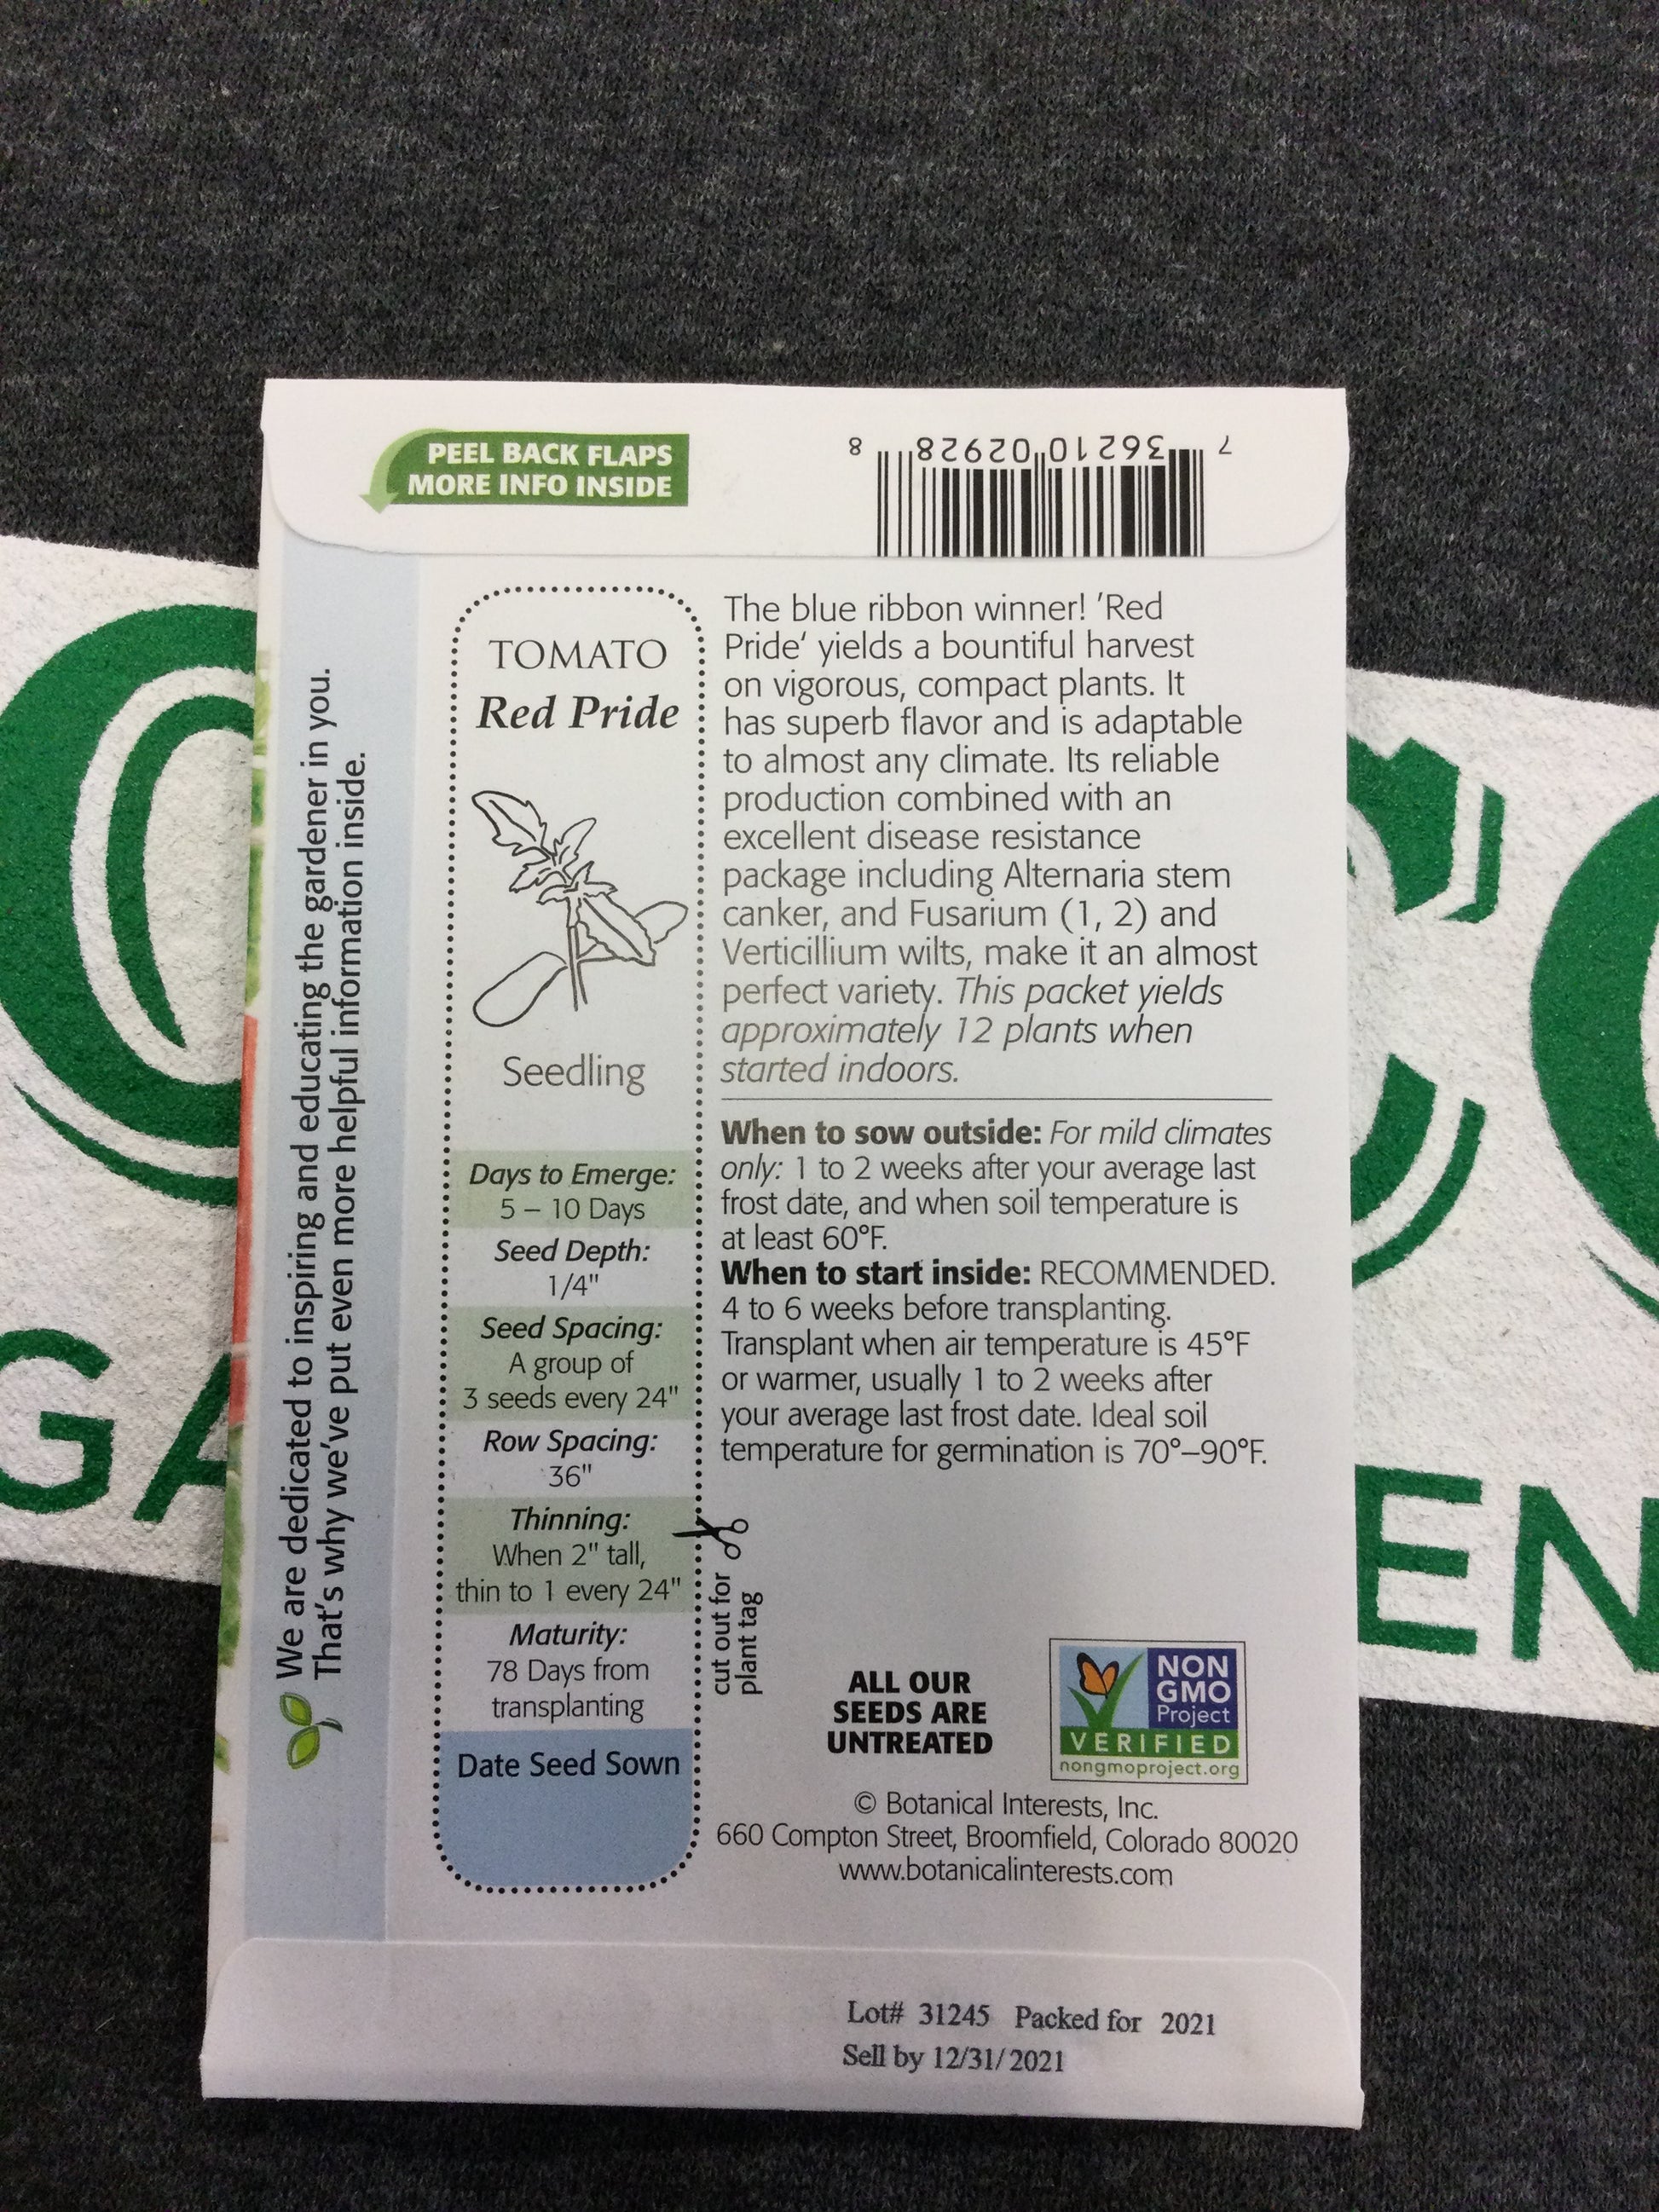 PEEL BACK FLAPS
MORE INFO INSIDE
7 36210 02928 8
We are dedicated to inspiring and educating the gardener in you.
That's why we've put even more helpful information inside.
TOMATO
Red Pride
Seedling
Days to Emerge:
5 – 10 Days
Seed Depth:
1/4"
Seed Spacing:
A group of
3 seeds every 24"
Row Spacing:
36"
Thinning:
When 2" tall,
thin to 1 every 24"
Maturity:
78 Days from
transplanting
Date Seed Sown
cut out for
plant tag
The blue ribbon winner! ’Red
Pride‘ yields a bountiful harvest
on vigorous, compact plants. It
has superb flavor and is adaptable
to almost any climate. Its reliable
production combined with an
excellent disease resistance
package including Alternaria stem
canker, and Fusarium (1, 2) and
Verticillium wilts, make it an almost
perfect variety. This packet yields
approximately 12 plants when
started indoors.
When to sow outside: For mild climates
only: 1 to 2 weeks after your average last
frost date, and when soil temperature is
at least 60°F.
When to start inside: RECOMMENDED.
4 to 6 weeks before transplanting.
Transplant when air temperature is 45°F
or warmer, usually 1 to 2 weeks after
your average last frost date. Ideal soil
temperature for germination is 70°–90°F.
ALL OUR
SEEDS ARE
UNTREATED
NON
GMO
Project
VERIFIED
nongmoproject.org
© Botanical Interests, Inc.
660 Compton Street, Broomfield, Colorado 80020
www.botanicalinterests.com
Lot# 31245 Packed for 2021
Sell by 12/31/2021
GA
EN